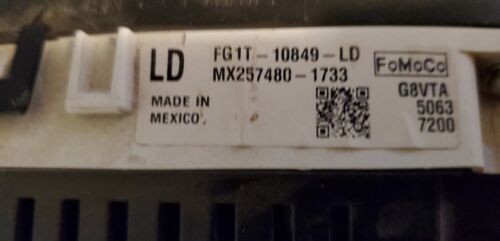 LD
FG1T-10849-LD
MX257480-1733
FoMoCo
MADE IN
MEXICO
G8VTA
5063
7200